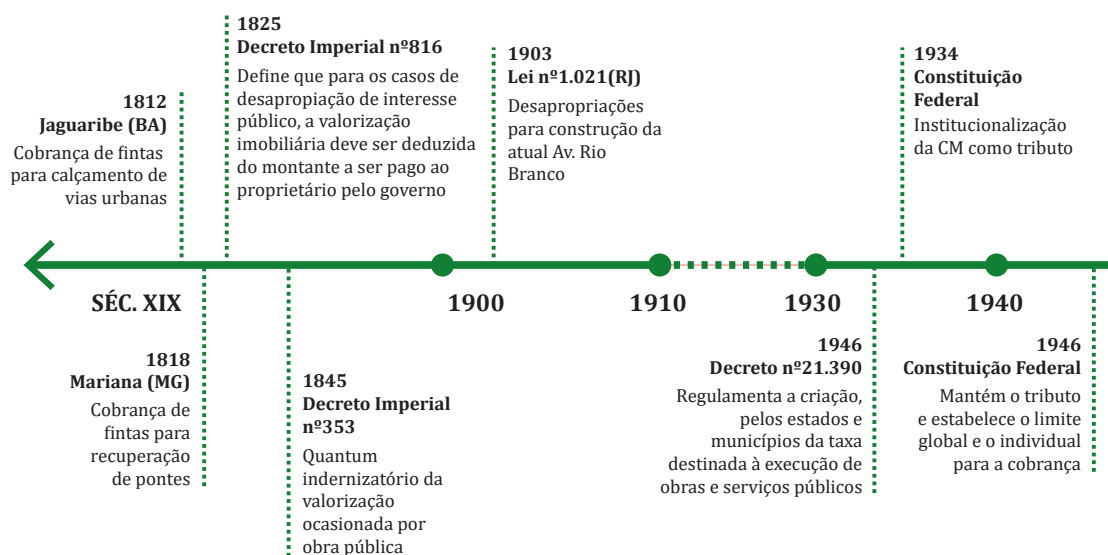 1812
Jaguaribe (BA)
Cobrança de fintas
para calçamento de
vias urbanas
1825
Decreto Imperial nº816
Define que para os casos de
desapropiação de interesse
público, a valorização
imobiliária deve ser deduzida
do montante a ser pago ao
proprietário pelo governo
1903
Lei nº1.021(RJ)
Desapropriações
para construção da
atual Av. Rio
Branco
1934
Constituição
Federal
Institucionalização
da CM como tributo
SÉC. XIX
1900
1910
1930
1940
1818
Mariana (MG)
Cobrança de
fintas para
recuperação
de pontes
1845
Decreto Imperial
nº353
Quantum
indernizatório da
valorização
ocasionada por
obra pública
1946
Decreto nº21.390
Regulamenta a criação,
pelos estados e
municípios da taxa
destinada à execução de
obras e serviços públicos
1946
Constituição Federal
Mantém o tributo
e estabelece o limite
global e o individual
para a cobrança